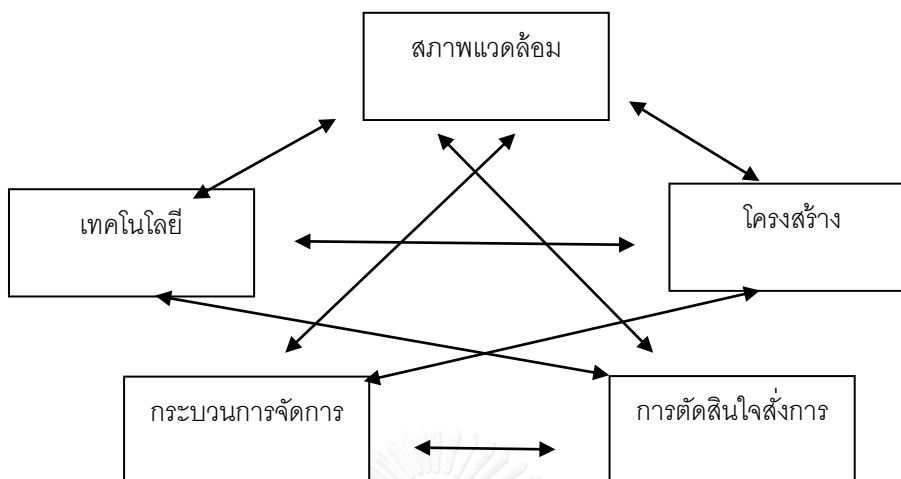 สภาพแวดล้อม
เทคโนโลยี
โครงสร้าง
กระบวนการจัดการ
การตัดสินใจสั่งการ